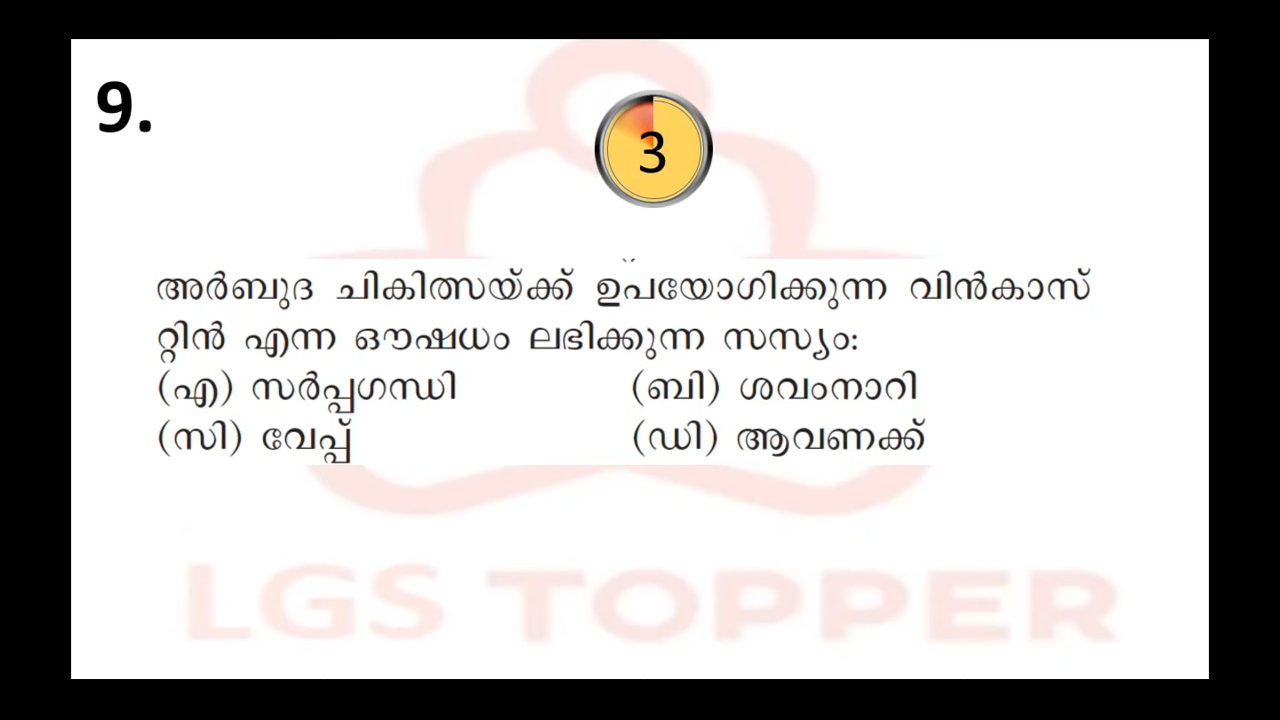 9.
3
അർബുദ ചികിത്സയ്ക്ക് ഉപയോഗിക്കുന്ന വിൻകാസ്
റ്റിൻ എന്ന ഔഷധം ലഭിക്കുന്ന സസ്യം:
(എ) സർപ്പഗന്ധി (ബി) ശവംനാറി
(സി) വേപ്പ് (ഡി) ആവണക്ക്
LGS TOPPER